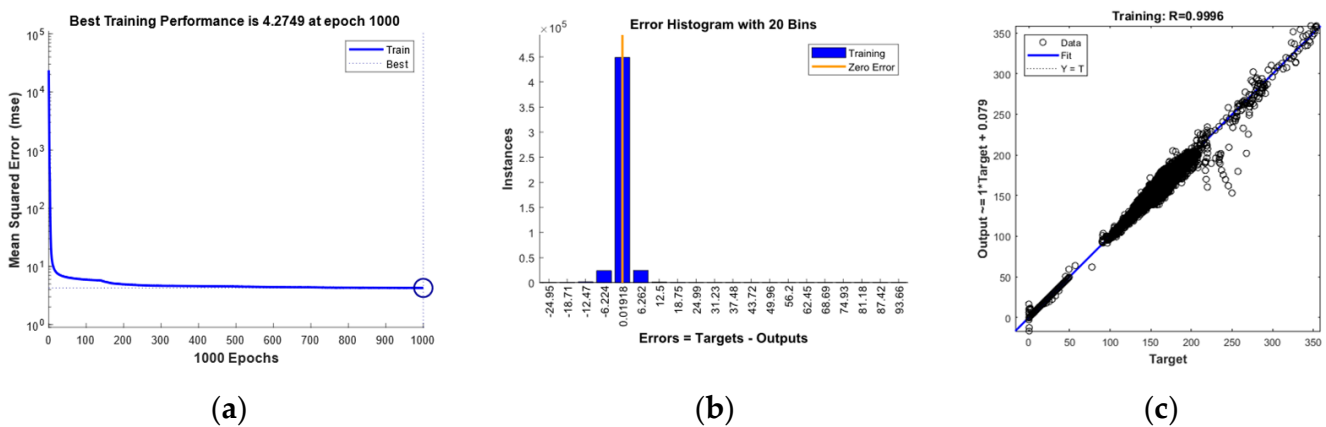 Best Training Performance is 4.2749 at epoch 1000
Mean Squared Error (mse)
10^5
10^4
10^3
10^2
10^1
10^0
Train
Best
0 100 200 300 400 500 600 700 800 900 1000
1000 Epochs
(a)
Error Histogram with 20 Bins
×10^5
Instances
4.5
4
3.5
3
2.5
2
1.5
1
0.5
0
Training
Zero Error
-24.95
-18.71
-12.47
-6.224
0.01918
6.262
12.5
18.75
24.99
31.23
37.48
43.72
49.96
56.2
62.45
68.69
74.93
81.18
87.42
93.66
Errors = Targets - Outputs
(b)
Training: R=0.9996
Output ~= 1*Target + 0.079
350
300
250
200
150
100
50
0
Data
Fit
Y = T
0 50 100 150 200 250 300 350
Target
(c)